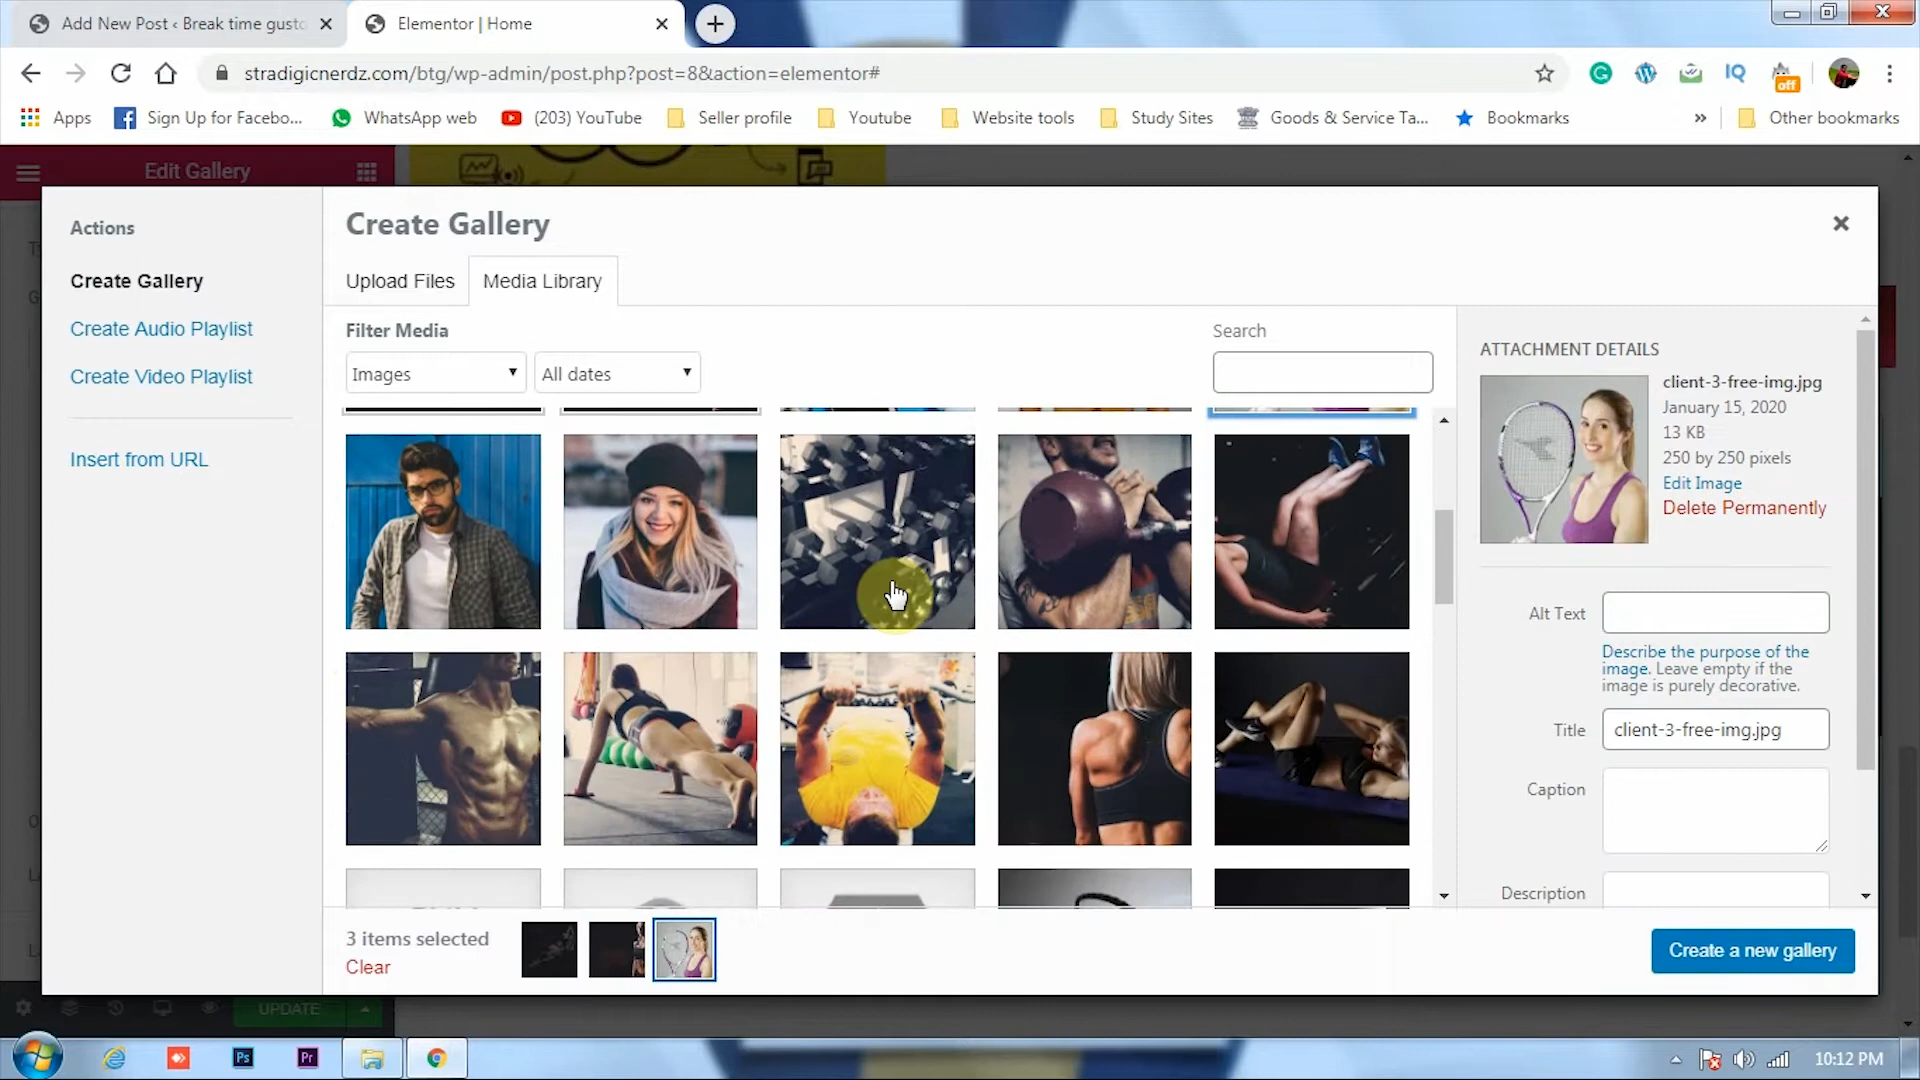 Add New Post ‹ Break time gusto
Elementor | Home
stradigicnerdz.com/btg/wp-admin/post.php?post=8&action=elementor#
off
Apps
Sign Up for Facebo...
WhatsApp web
(203) YouTube
Seller profile
Youtube
Website tools
Study Sites
Goods & Service Ta...
Bookmarks
Other bookmarks
Edit Gallery
Actions
Create Gallery
Create Audio Playlist
Create Video Playlist
Insert from URL
Create Gallery
Upload Files
Media Library
Filter Media
Images
All dates
Search
ATTACHMENT DETAILS
client-3-free-img.jpg
January 15, 2020
13 KB
250 by 250 pixels
Edit Image
Delete Permanently
Alt Text
Describe the purpose of the
image. Leave empty if the
image is purely decorative.
Title
client-3-free-img.jpg
Caption
Description
3 items selected
Clear
Create a new gallery
UPDATE
Ps
Pr
10:12 PM